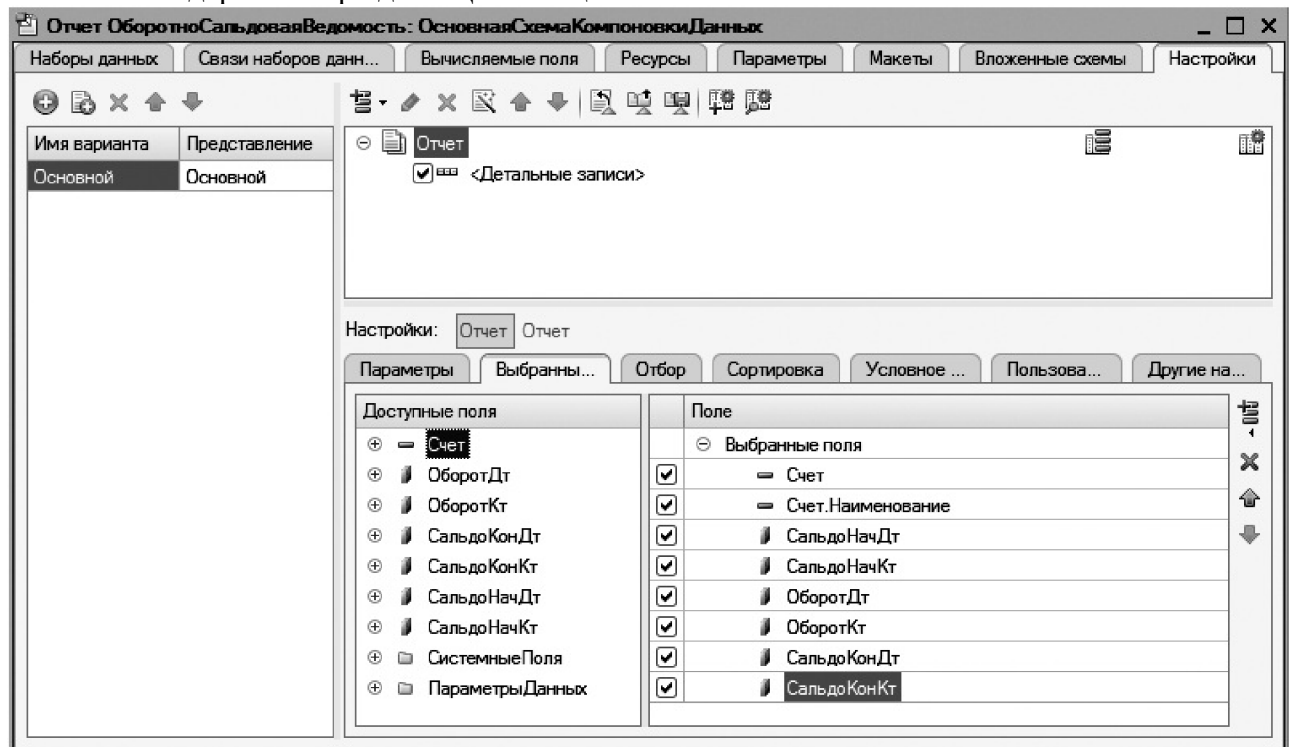 Отчет ОборотноСальдоваяВедомость: ОсновнаяСхемаКомпоновкиДанных
Наборы данных Связи наборов данн... Вычисляемые поля Ресурсы Параметры Макеты Вложенные схемы Настройки
Имя варианта Представление
Основной Основной
Отчет
<Детальные записи>
Настройки: Отчет Отчет
Параметры Выбранны... Отбор Сортировка Условное ... Пользова... Другие на...
Доступные поля
Счет
ОборотДт
ОборотКт
СальдоКонДт
СальдоКонКт
СальдоНачДт
СальдоНачКт
СистемныеПоля
ПараметрыДанных
Поле
Выбранные поля
Счет
Счет.Наименование
СальдоНачДт
СальдоНачКт
ОборотДт
ОборотКт
СальдоКонДт
СальдоКонКт